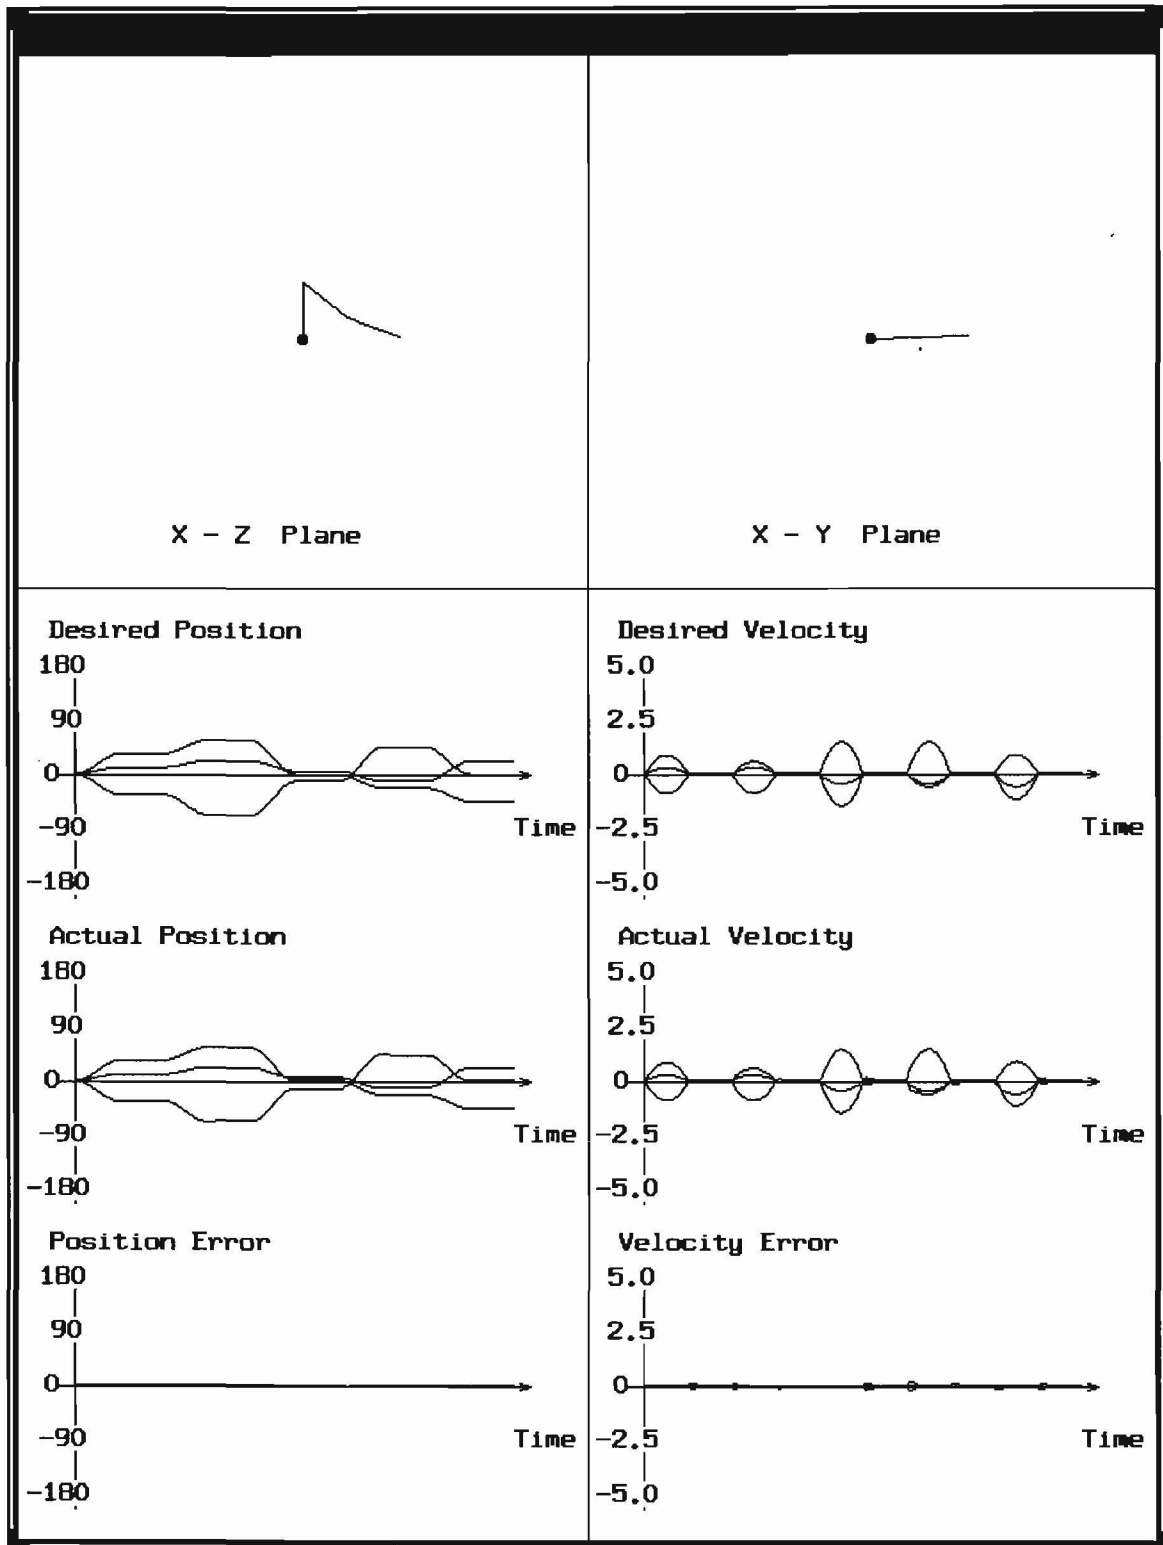 X - Z Plane
X - Y Plane
Desired Position
180
90
0
-90
-180
Time
Desired Velocity
5.0
2.5
0
-2.5
-5.0
Time
Actual Position
180
90
0
-90
-180
Time
Actual Velocity
5.0
2.5
0
-2.5
-5.0
Time
Position Error
180
90
0
-90
-180
Time
Velocity Error
5.0
2.5
0
-2.5
-5.0
Time